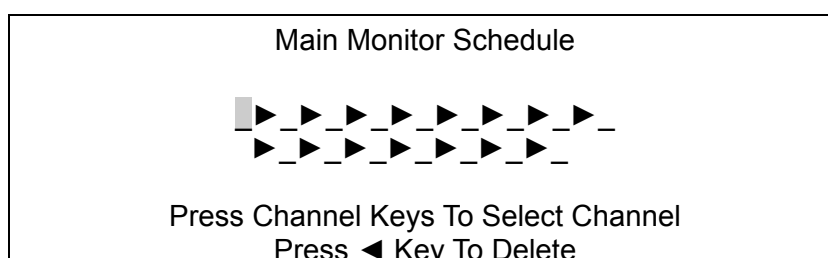 Main Monitor Schedule
_►_►_►_►_►_►_►_►_
►_►_►_►_►_►_►_
Press Channel Keys To Select Channel
Press ◄ Key To Delete